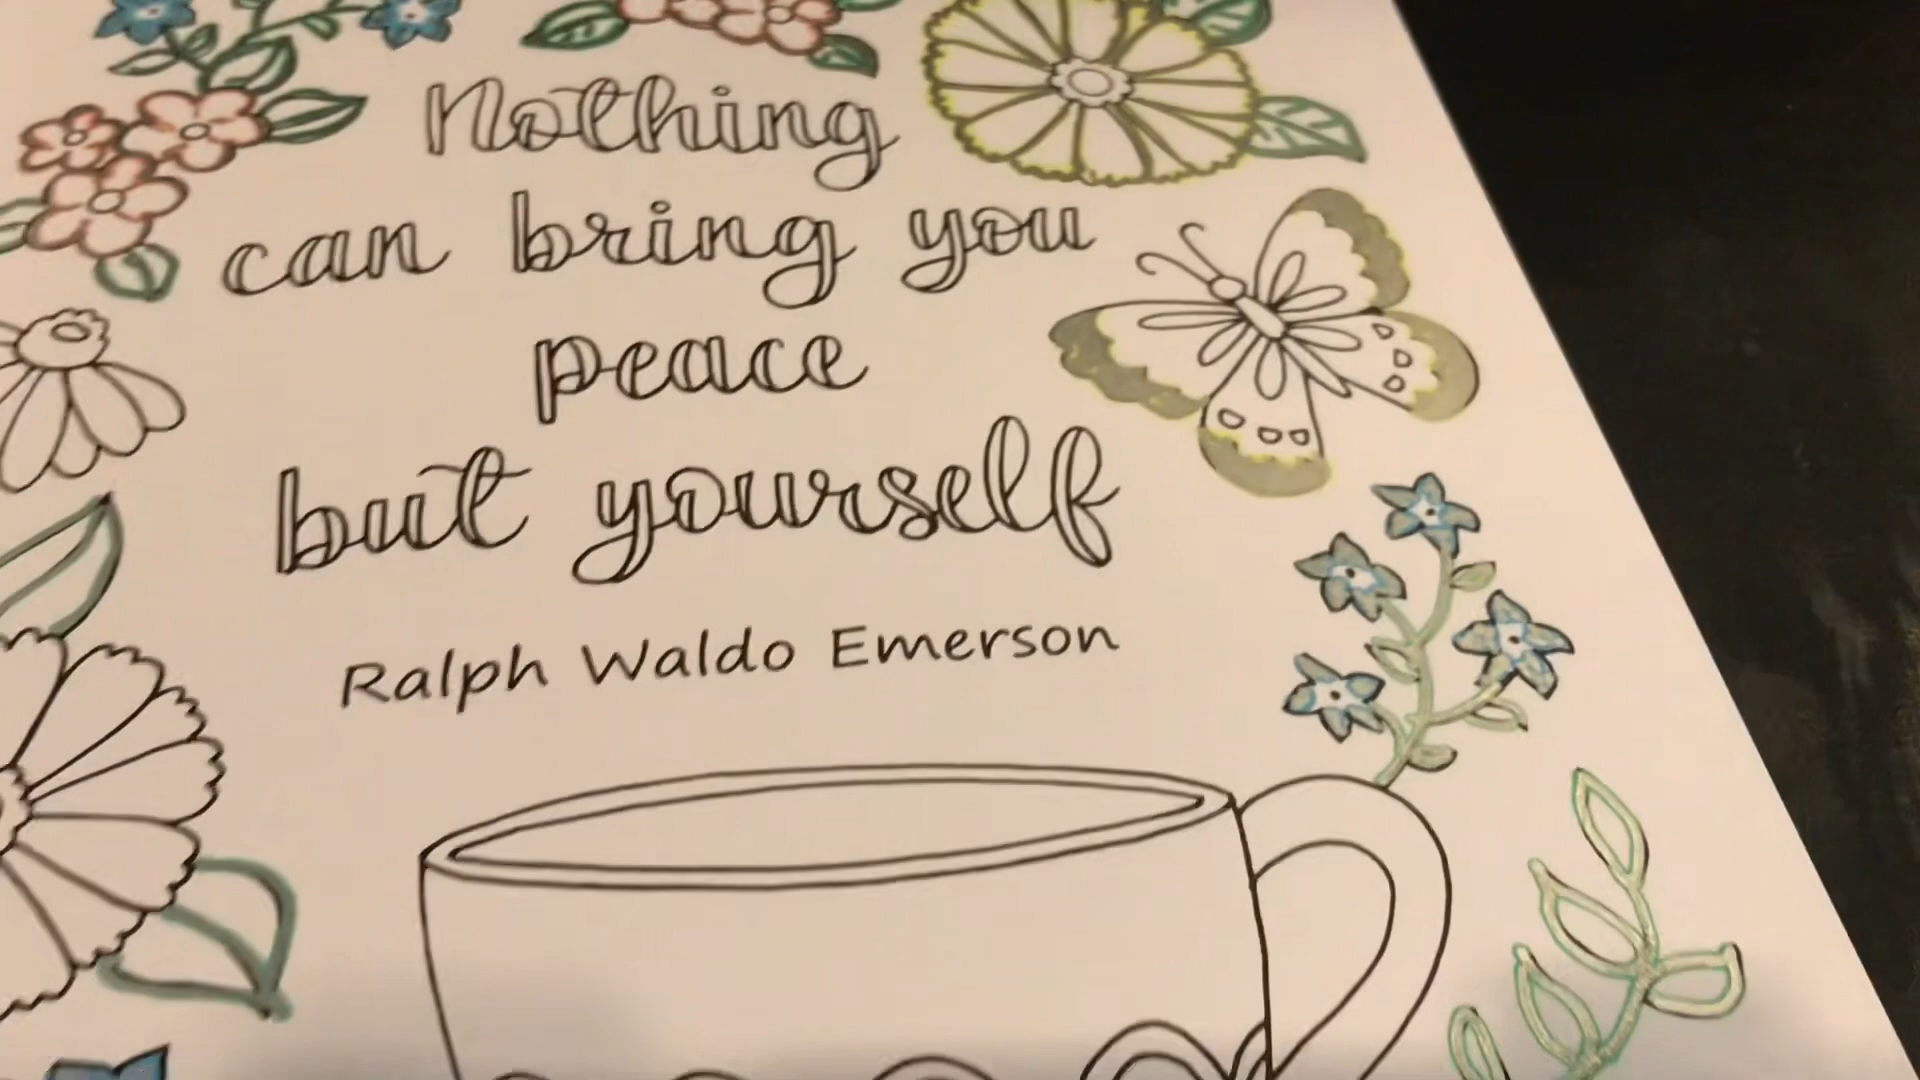 Nothing
can bring you
peace
but yourself
Ralph Waldo Emerson